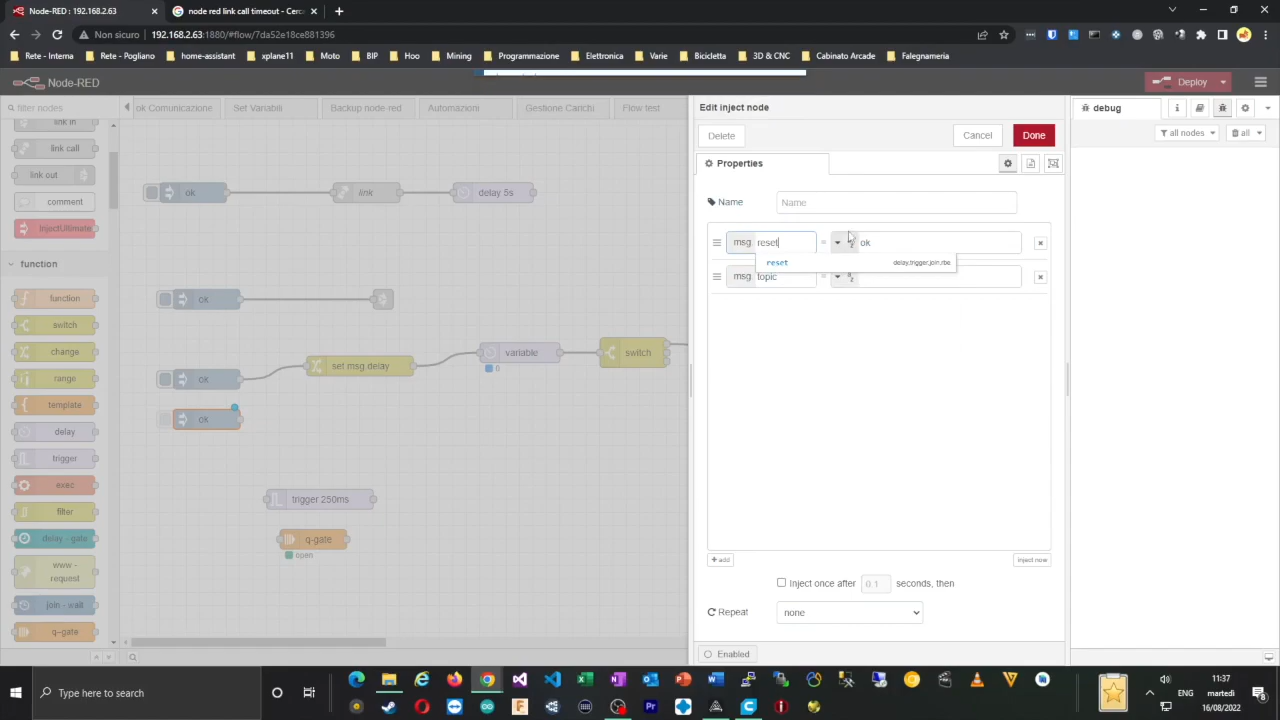 Node-RED : 192.168.2.63
node red link call timeout - Cerc
Non sicuro
192.168.2.63:1880/#flow/7da52e18ce881396
Rete - Interna
Rete - Pogliano
home-assistant
xplane11
Moto
BIP
Hoo
Mining
Programmazione
Elettronica
Varie
Bicicletta
3D & CNC
Cabinato Arcade
Falegnameria
Node-RED
Deploy
filter nodes
ok Comunicazione
Set Variabili
Backup node-red
Automazioni
Gestione Carichi
Flow test
Edit inject node
debug
Delete
Cancel
Done
all nodes
all
link in
link call
link out
comment
InjectUltimate
function
function
switch
change
range
template
delay
trigger
exec
filter
delay - gate
www - request
join - wait
q-gate
ok
link
delay 5s
ok
ok
set msg.delay
variable
0
switch
ok
trigger 250ms
q-gate
open
Properties
Name
Name
msg. reset
=
ok
reset
delay,trigger,join,rbe
msg. topic
=
add
inject now
Inject once after
0.1
seconds, then
Repeat
none
Enabled
Type here to search
ENG
11:37
martedì
16/08/2022
8